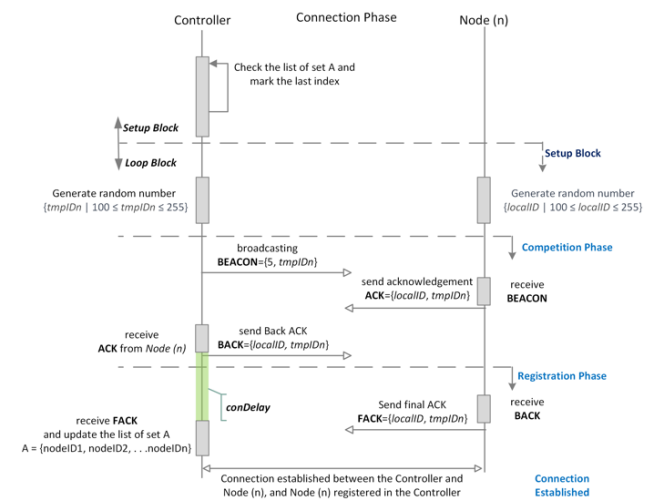 Controller
Connection Phase
Node (n)
Check the list of set A and
mark the last index
Setup Block
Loop Block
Setup Block
Generate random number
{tmpIDn | 100 ≤ tmpIDn ≤ 255}
Generate random number
{localID | 100 ≤ localID ≤ 255}
Competition Phase
broadcasting
BEACON={5, tmpIDn}
send acknowledgement
ACK={localID, tmpIDn}
receive
BEACON
receive
ACK from Node (n)
send Back ACK
BACK={localID, tmpIDn}
Registration Phase
conDelay
Send final ACK
FACK={localID, tmpIDn}
receive
BACK
receive FACK
and update the list of set A
A = {nodeID1, nodeID2, . . .nodeIDn}
Connection established between the Controller and
Node (n), and Node (n) registered in the Controller
Connection
Established